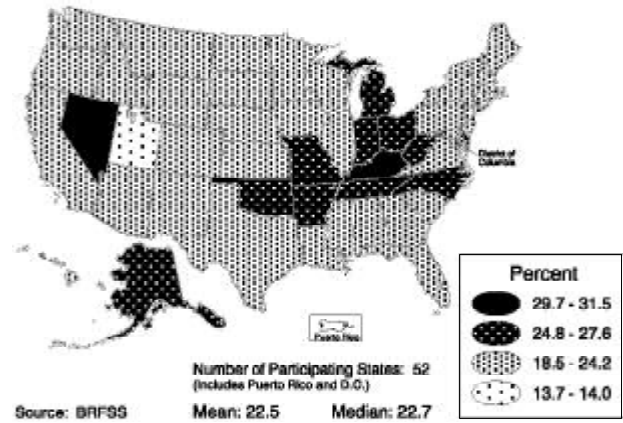 District of
Columbia
Percent
29.7 - 31.5
24.8 - 27.6
18.5 - 24.2
13.7 - 14.0
Puerto Rico
Number of Participating States: 52
(Includes Puerto Rico and D.C.)
Source: BRFSS
Mean: 22.5
Median: 22.7